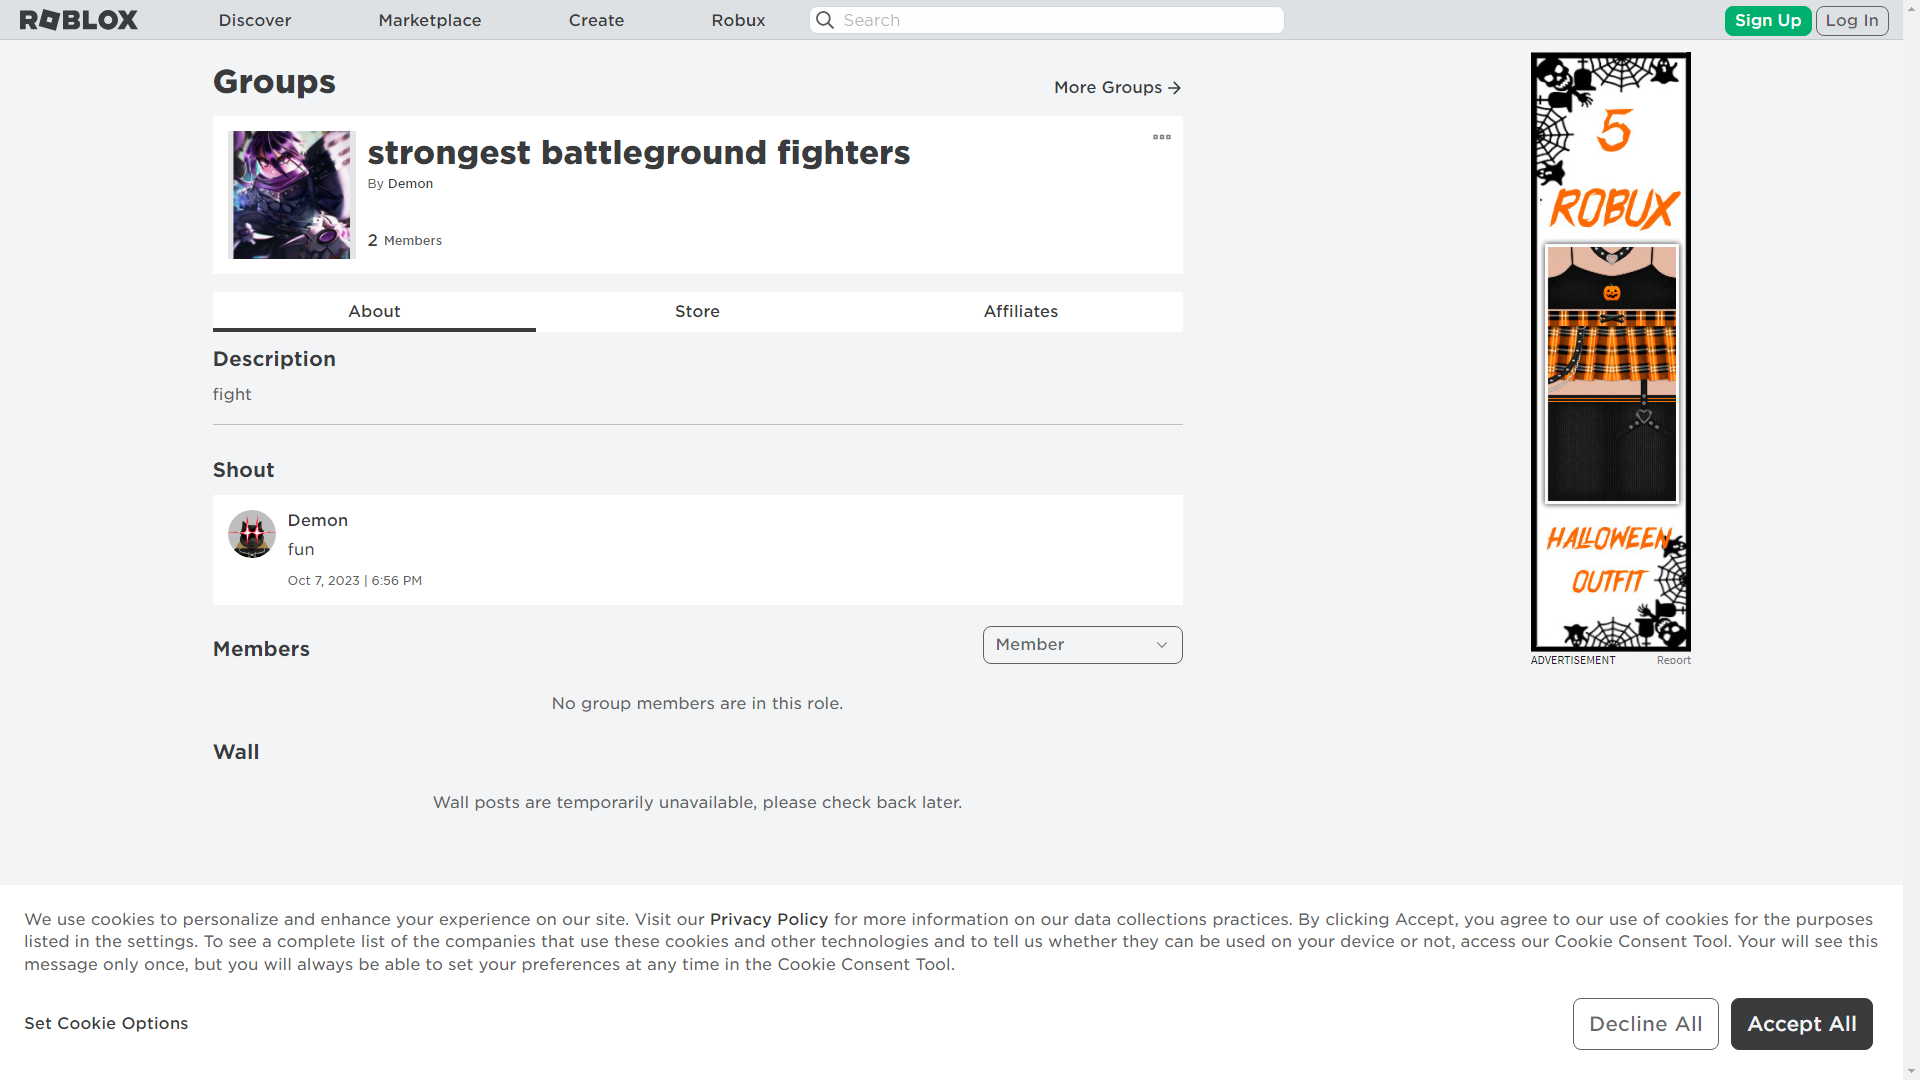 ROBLOX Discover Marketplace Create Robux Search Sign Up Log In
Groups
More Groups
strongest battleground fighters
By Demon
2 Members
About Store Affiliates
Description
fight
Shout
Demon
fun
Oct 7, 2023 | 6:56 PM
Members
Member
No group members are in this role.
Wall
Wall posts are temporarily unavailable, please check back later.
5
ROBUX
HALLOWEEN
OUTFIT
ADVERTISEMENT Report
We use cookies to personalize and enhance your experience on our site. Visit our Privacy Policy for more information on our data collections practices. By clicking Accept, you agree to our use of cookies for the purposes
listed in the settings. To see a complete list of the companies that use these cookies and other technologies and to tell us whether they can be used on your device or not, access our Cookie Consent Tool. Your will see this
message only once, but you will always be able to set your preferences at any time in the Cookie Consent Tool.
Set Cookie Options
Decline All
Accept All